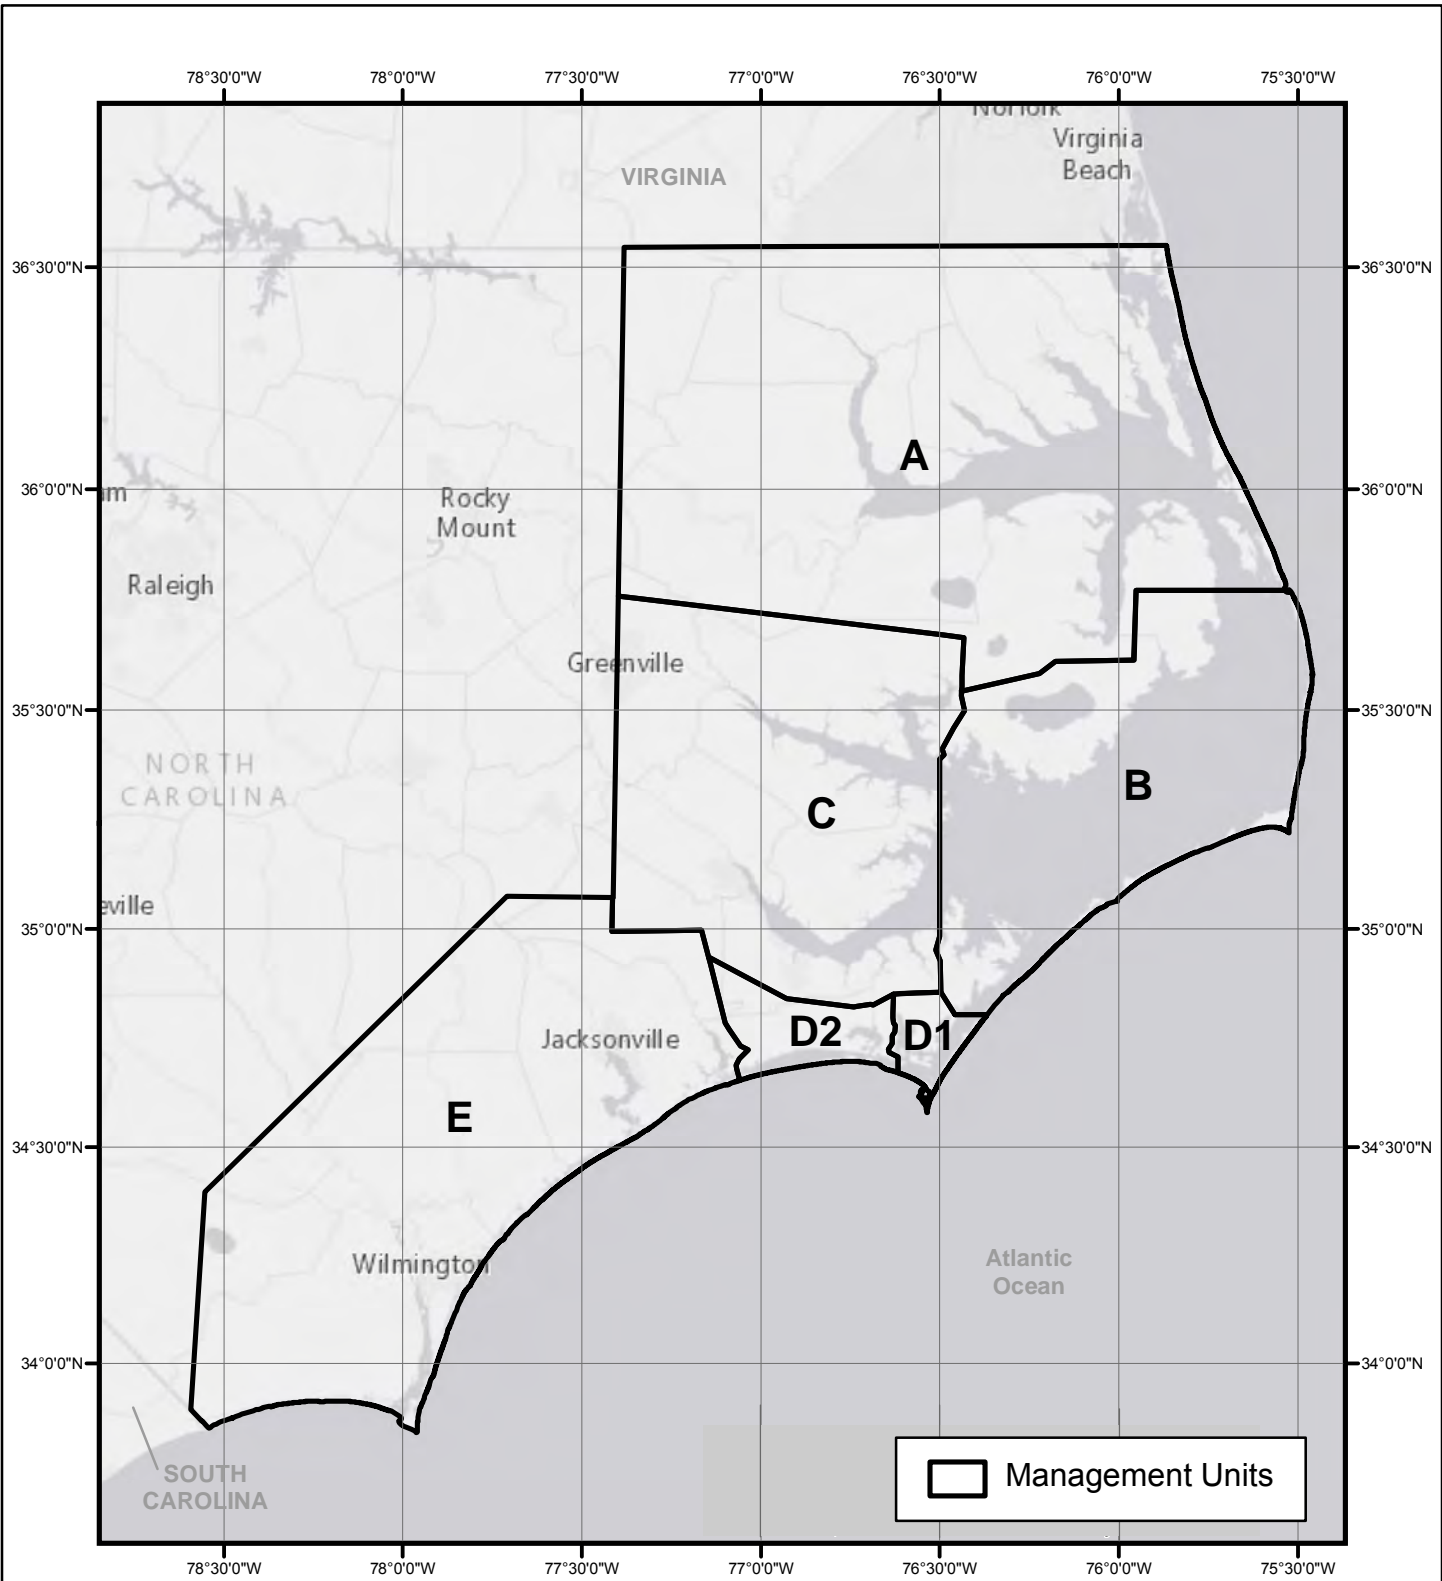 78°30'0"W 78°0'0"W 77°30'0"W 77°0'0"W 76°30'0"W 76°0'0"W 75°30'0"W
Norfolk
Virginia
Beach
VIRGINIA
36°30'0"N 36°30'0"N
A
36°0'0"N 36°0'0"N
am
Rocky
Mount
Raleigh
Greenville
35°30'0"N 35°30'0"N
NORTH
CAROLINA
B
C
eville
35°0'0"N 35°0'0"N
Jacksonville
D2
D1
E
34°30'0"N 34°30'0"N
Wilmington
Atlantic
Ocean
34°0'0"N 34°0'0"N
SOUTH
CAROLINA
Management Units
78°30'0"W 78°0'0"W 77°30'0"W 77°0'0"W 76°30'0"W 76°0'0"W 75°30'0"W